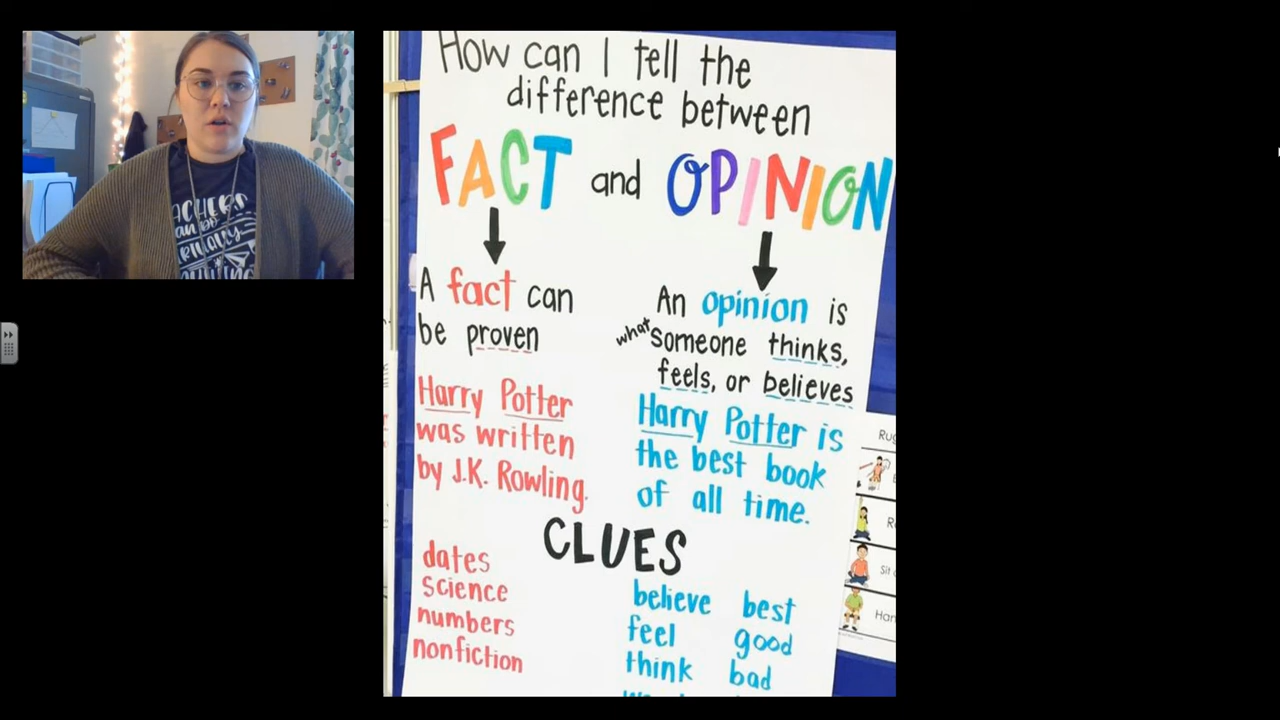 How can I tell the
difference between
FACT and OPINION
A fact can
be proven
Harry Potter
was written
by J.K. Rowling.
An opinion is
what someone thinks,
feels, or believes
Harry Potter is
the best book
of all time.
CLUES
dates
science
numbers
nonfiction
believe best
feel good
think bad